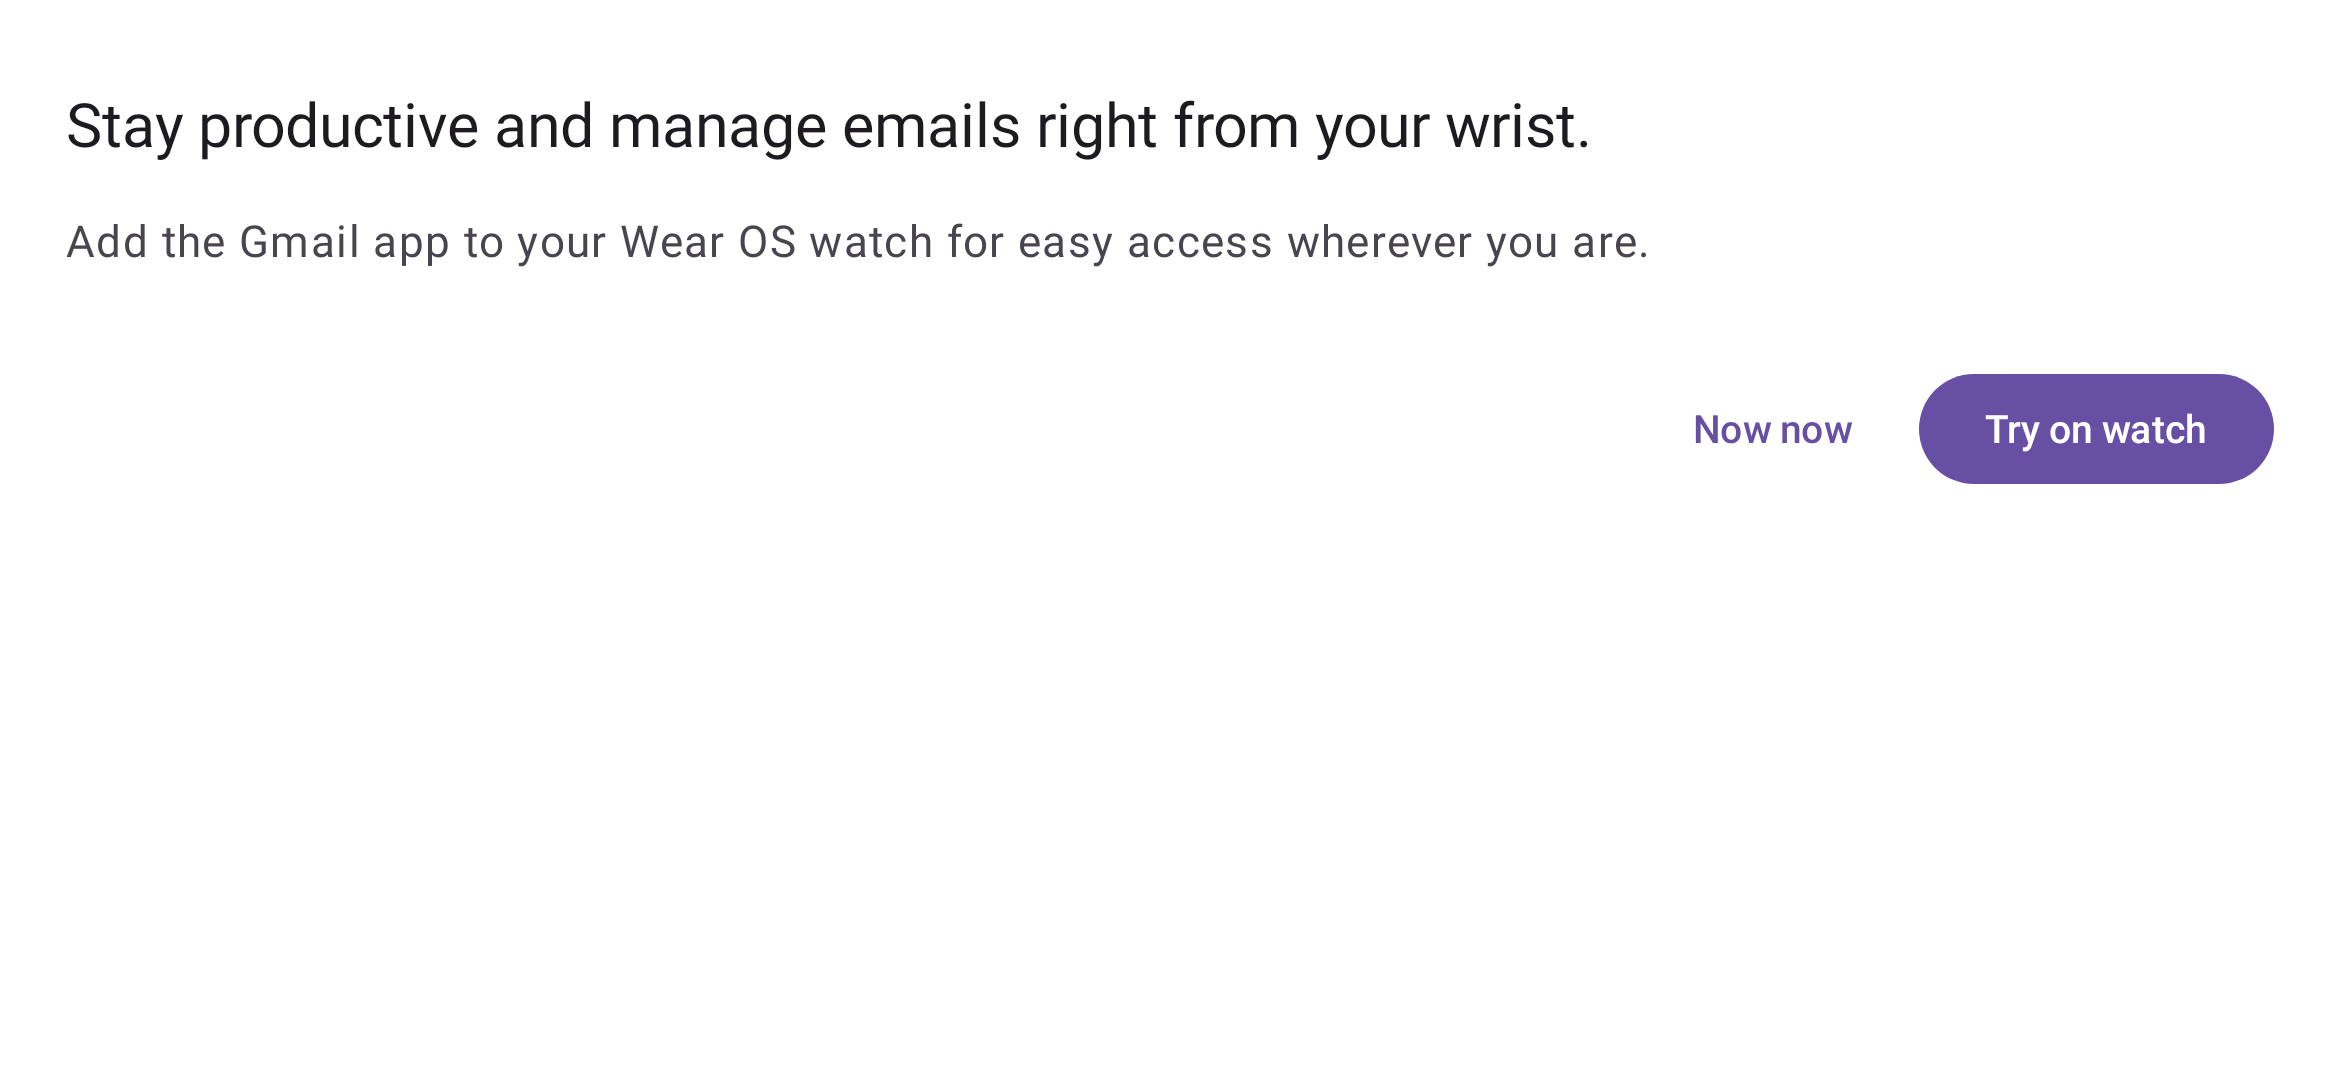 Stay productive and manage emails right from your wrist.
Add the Gmail app to your Wear OS watch for easy access wherever you are.
Now now
Try on watch